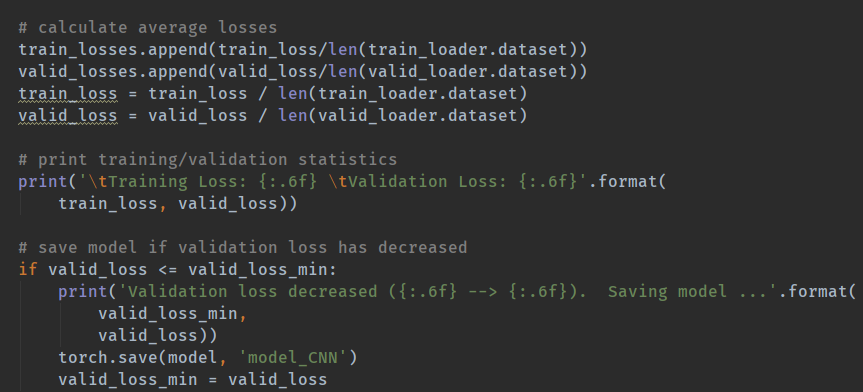 # calculate average losses
train_losses.append(train_loss/len(train_loader.dataset))
valid_losses.append(valid_loss/len(valid_loader.dataset))
train_loss = train_loss / len(train_loader.dataset)
valid_loss = valid_loss / len(valid_loader.dataset)

# print training/validation statistics
print('\tTraining Loss: {:.6f} \tValidation Loss: {:.6f}'.format(
    train_loss, valid_loss))

# save model if validation loss has decreased
if valid_loss <= valid_loss_min:
    print('Validation loss decreased ({:.6f} --> {:.6f}).  Saving model ...'.format(
        valid_loss_min,
        valid_loss))
    torch.save(model, 'model_CNN')
    valid_loss_min = valid_loss